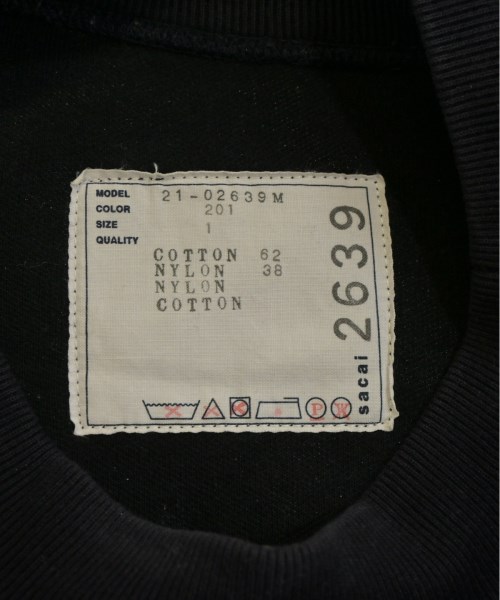 MODEL 21-02639M
COLOR 201
SIZE 1
QUALITY
COTTON 62
NYLON 38
NYLON
COTTON
P W
sacai 2639